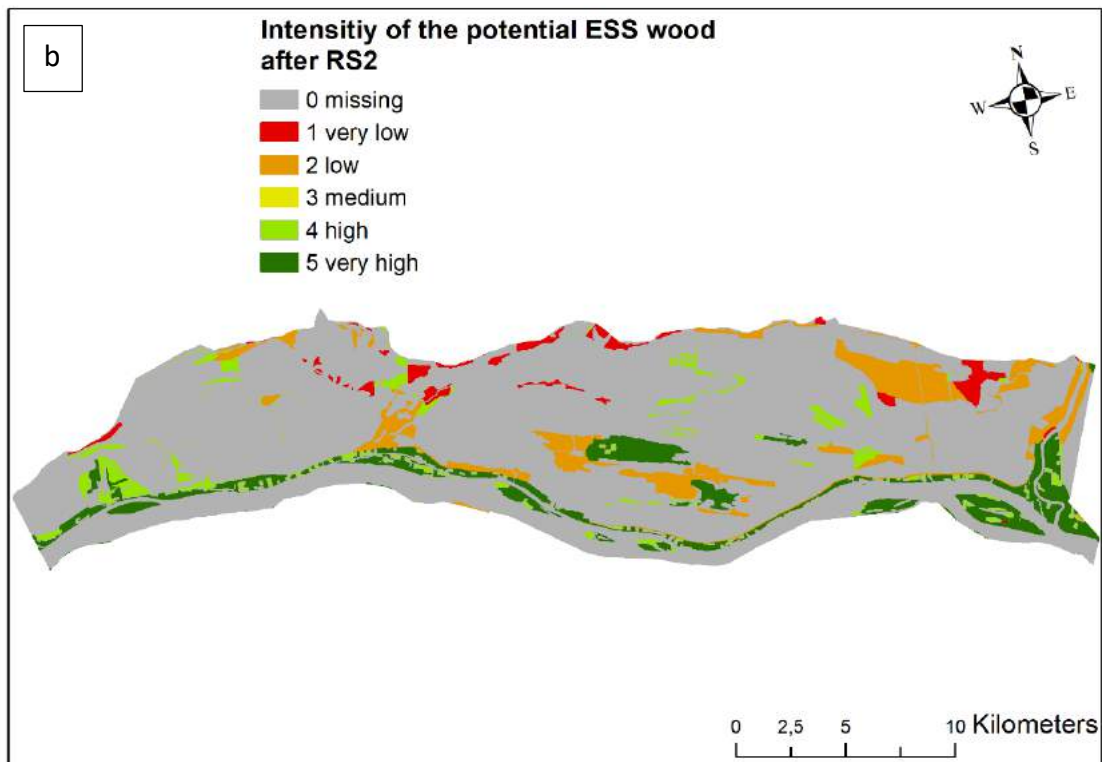 b
Intensitiy of the potential ESS wood
after RS2
0 missing
1 very low
2 low
3 medium
4 high
5 very high
N
W E
S
0 2,5 5 10 Kilometers